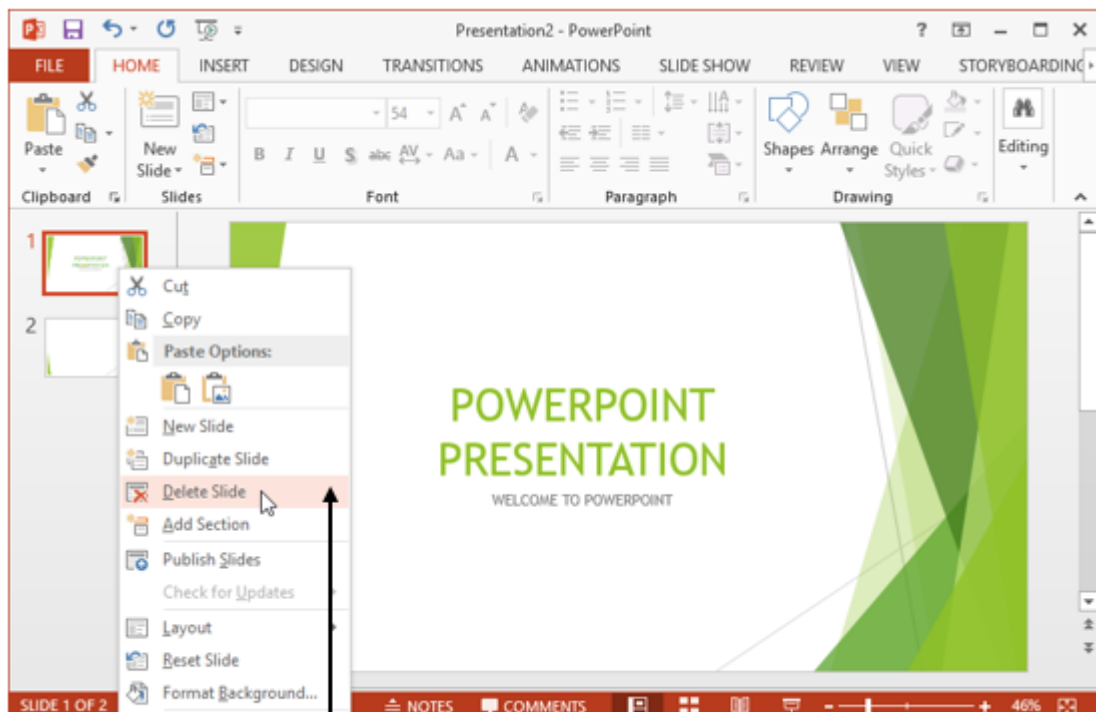 Presentation2 - PowerPoint
FILE HOME INSERT DESIGN TRANSITIONS ANIMATIONS SLIDE SHOW REVIEW VIEW STORYBOARDING
54 A A
Paste New Slide Shapes Arrange Quick Styles Editing
B I U S abc AV Aa A
Clipboard Slides Font Paragraph Drawing
1
2
Cut
Copy
Paste Options:
New Slide
Duplicate Slide
Delete Slide
Add Section
Publish Slides
Check for Updates
Layout
Reset Slide
Format Background...
POWERPOINT
PRESENTATION
WELCOME TO POWERPOINT
SLIDE 1 OF 2 NOTES COMMENTS 46%